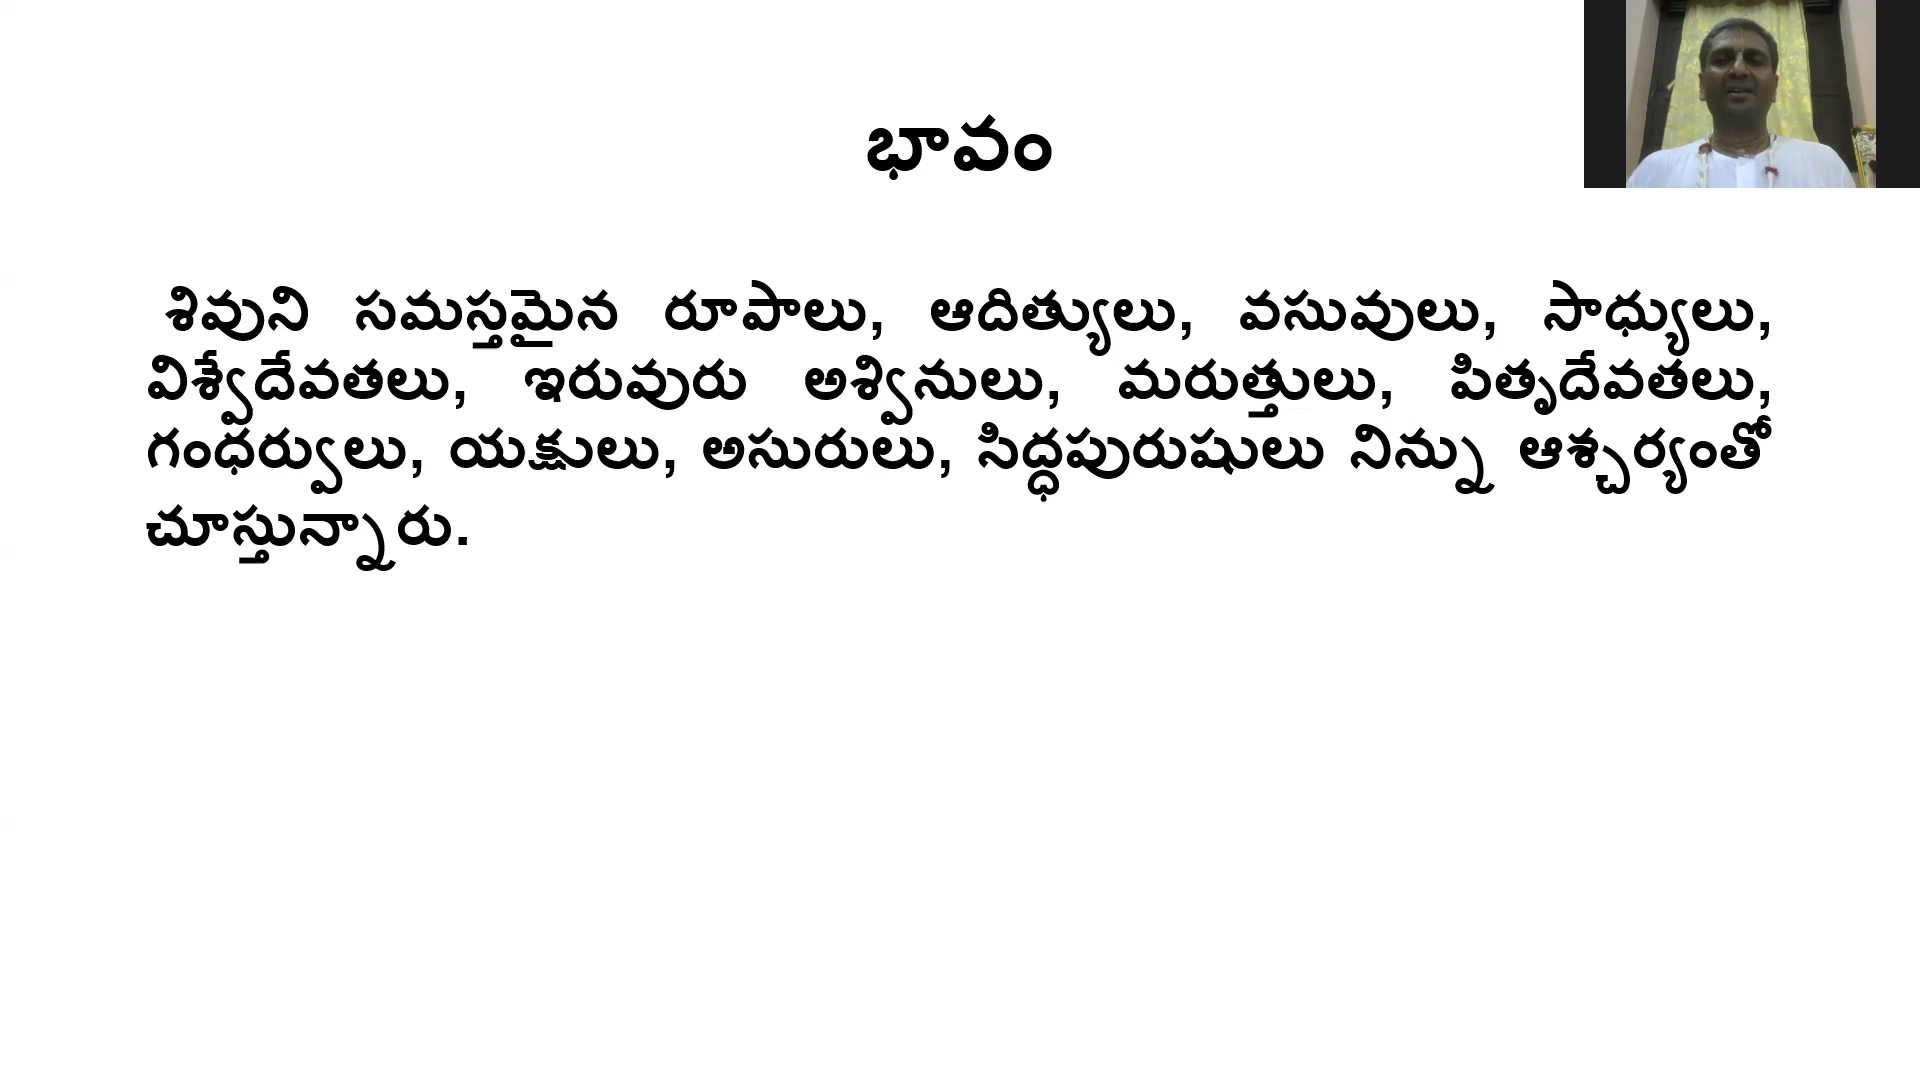 భావం
శివుని సమస్తమైన రూపాలు, ఆదిత్యులు, వసువులు, సాధ్యులు,
విశ్వేదేవతలు, ఇరువురు అశ్వినులు, మరుత్తులు, పితృదేవతలు,
గంధర్వులు, యక్షులు, అసురులు, సిద్ధపురుషులు నిన్ను ఆశ్చర్యంతో
చూస్తున్నారు.